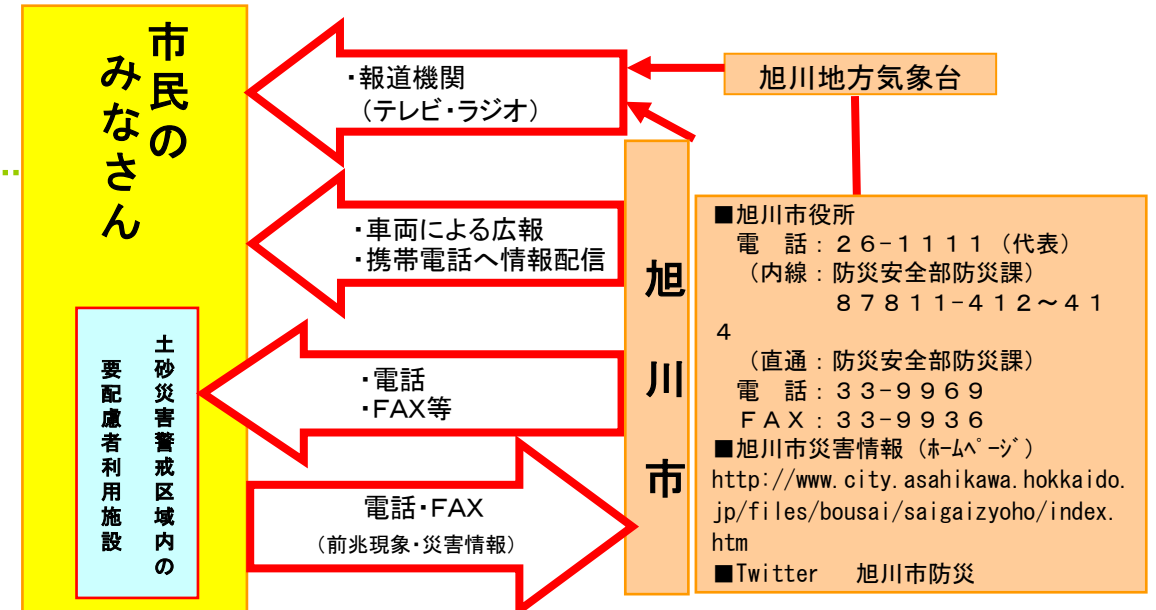 市民の
みなさん
土砂災害警戒区域内の
要配慮者利用施設
・報道機関
（テレビ・ラジオ）
・車両による広報
・携帯電話へ情報配信
・電話
・FAX等
電話・FAX
（前兆現象・災害情報）
旭川市
旭川地方気象台
■旭川市役所
電　話：２６-１１１１（代表）
（内線：防災安全部防災課）
８７８１１-４１２～４１
４
（直通：防災安全部防災課）
電　話：３３-９９６９
ＦＡＸ：３３-９９３６
■旭川市災害情報（ﾎｰﾑﾍﾟｰｼﾞ）
http://www.city.asahikawa.hokkaido.
jp/files/bousai/saigaizyoho/index.
htm
■Twitter　旭川市防災